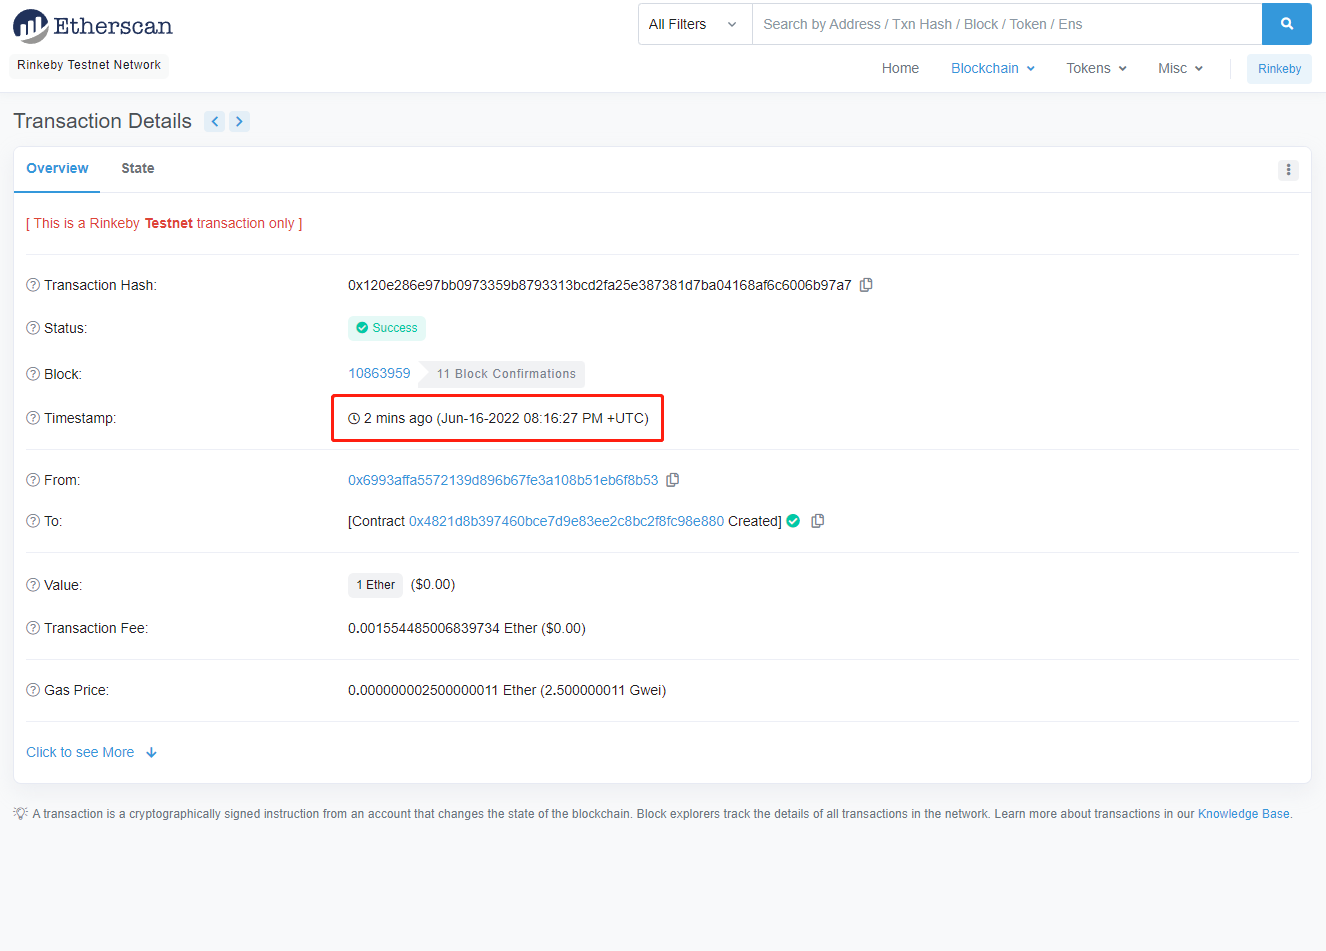 Etherscan
All Filters
Search by Address / Txn Hash / Block / Token / Ens
Rinkeby Testnet Network
Home Blockchain Tokens Misc Rinkeby
Transaction Details
Overview State
[ This is a Rinkeby Testnet transaction only ]
Transaction Hash: 0x120e286e97bb0973359b8793313bcd2fa25e387381d7ba04168af6c6006b97a7
Status: Success
Block: 10863959 11 Block Confirmations
Timestamp: 2 mins ago (Jun-16-2022 08:16:27 PM +UTC)
From: 0x6993affa5572139d896b67fe3a108b51eb6f8b53
To: [Contract 0x4821d8b397460bce7d9e83ee2c8bc2f8fc98e880 Created]
Value: 1 Ether ($0.00)
Transaction Fee: 0.001554485006839734 Ether ($0.00)
Gas Price: 0.000000002500000011 Ether (2.500000011 Gwei)
Click to see More
A transaction is a cryptographically signed instruction from an account that changes the state of the blockchain. Block explorers track the details of all transactions in the network. Learn more about transactions in our Knowledge Base.